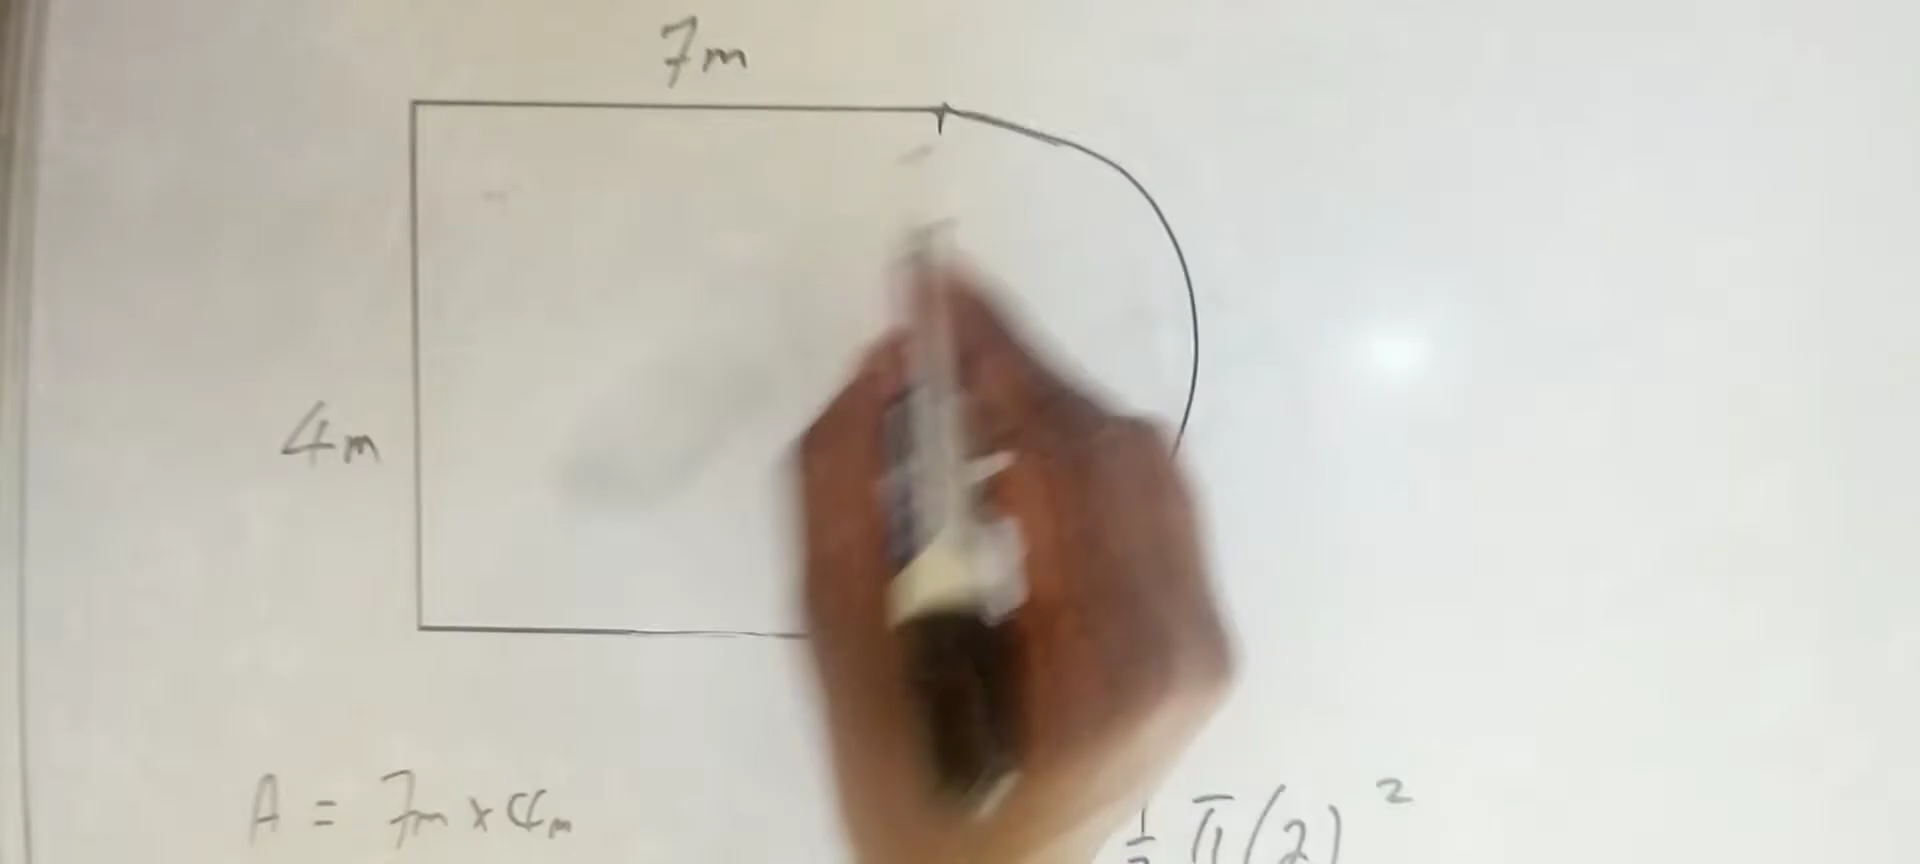 7m
4m
A = 7m x 4m
½ π(2)²